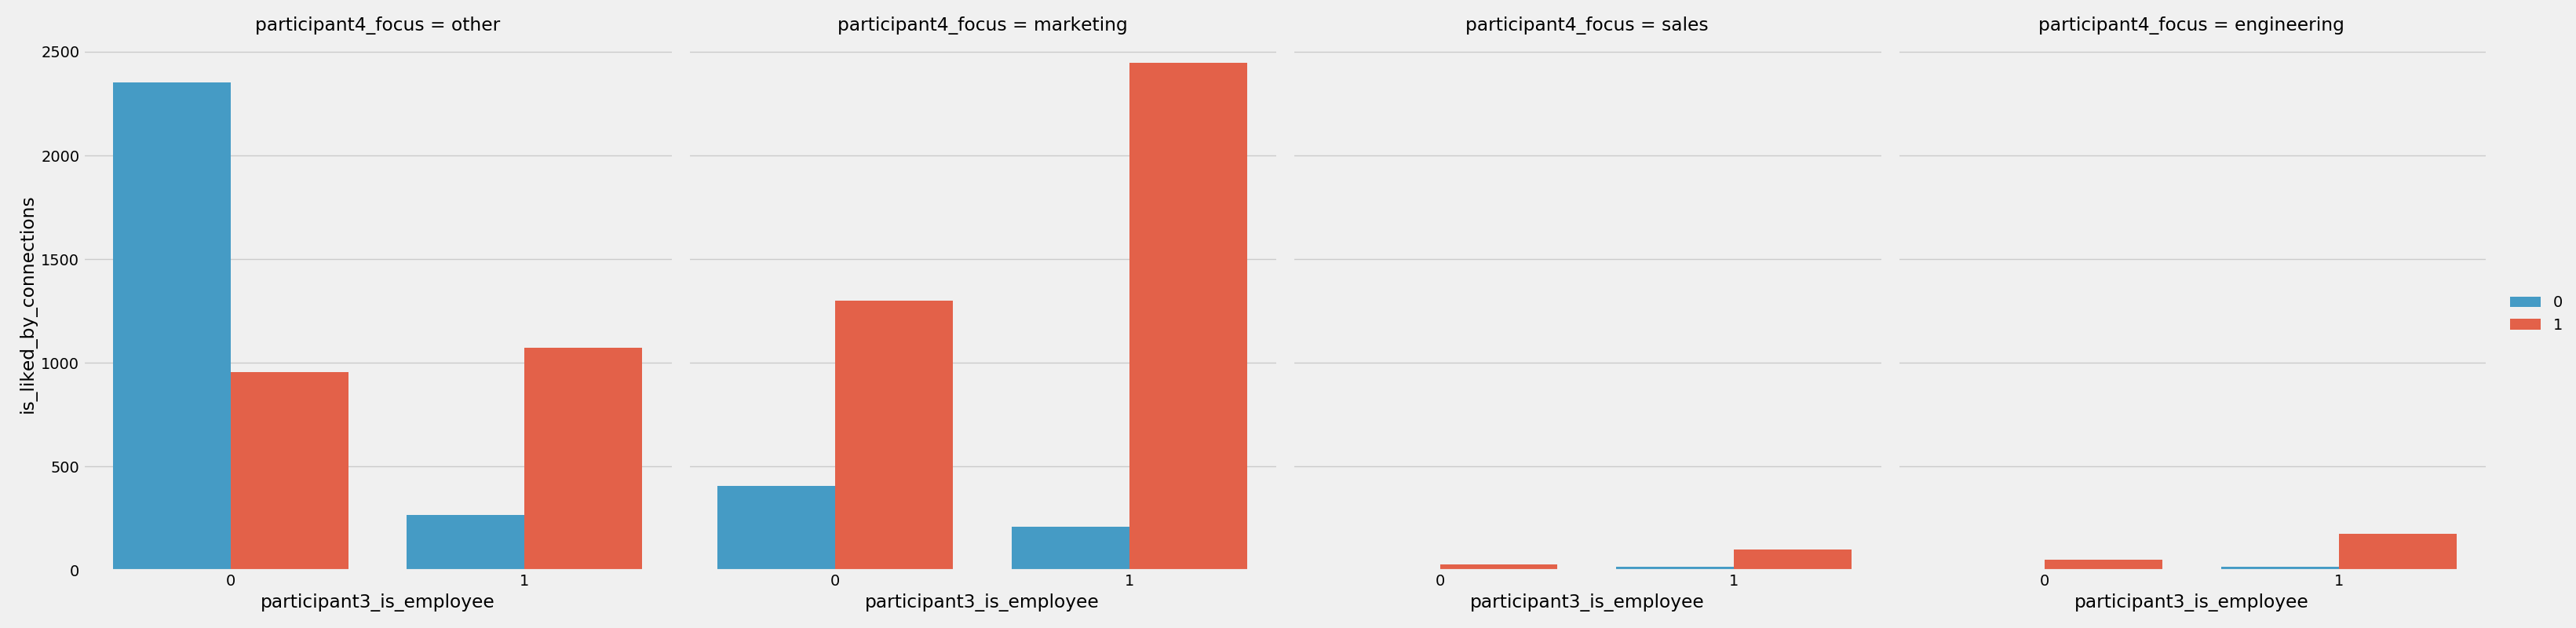 participant4_focus = other
participant4_focus = marketing
participant4_focus = sales
participant4_focus = engineering
is_liked_by_connections
2500
2000
1500
1000
500
0
0 1
0 1
0 1
0 1
participant3_is_employee
participant3_is_employee
participant3_is_employee
participant3_is_employee
0
1